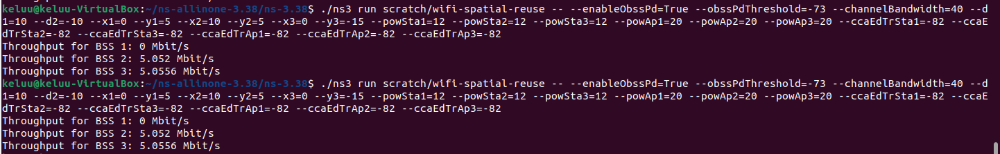 keluu@keluu-VirtualBox:~/ns-allinone-3.38/ns-3.38$ ./ns3 run scratch/wifi-spatial-reuse -- --enableObssPd=True --obssPdThreshold=-73 --channelBandwidth=40 --d
1=10 --d2=-10 --x1=0 --y1=5 --x2=10 --y2=5 --x3=0 --y3=-15 --powSta1=12 --powSta2=12 --powSta3=12 --powAp1=20 --powAp2=20 --powAp3=20 --ccaEdTrSta1=-82 --ccaE
dTrSta2=-82 --ccaEdTrSta3=-82 --ccaEdTrAp1=-82 --ccaEdTrAp2=-82 --ccaEdTrAp3=-82
Throughput for BSS 1: 0 Mbit/s
Throughput for BSS 2: 5.052 Mbit/s
Throughput for BSS 3: 5.0556 Mbit/s
keluu@keluu-VirtualBox:~/ns-allinone-3.38/ns-3.38$ ./ns3 run scratch/wifi-spatial-reuse -- --enableObssPd=True --obssPdThreshold=-73 --channelBandwidth=40 --d
1=10 --d2=-10 --x1=0 --y1=5 --x2=10 --y2=5 --x3=0 --y3=-15 --powSta1=12 --powSta2=12 --powSta3=12 --powAp1=20 --powAp2=20 --powAp3=20 --ccaEdTrSta1=-82 --ccaE
dTrSta2=-82 --ccaEdTrSta3=-82 --ccaEdTrAp1=-82 --ccaEdTrAp2=-82 --ccaEdTrAp3=-82
Throughput for BSS 1: 0 Mbit/s
Throughput for BSS 2: 5.052 Mbit/s
Throughput for BSS 3: 5.0556 Mbit/s